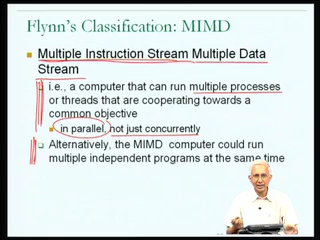 Flynn's Classification: MIMD
Multiple Instruction Stream Multiple Data
Stream
i.e., a computer that can run multiple processes
or threads that are cooperating towards a
common objective
in parallel, not just concurrently
Alternatively, the MIMD computer could run
multiple independent programs at the same time